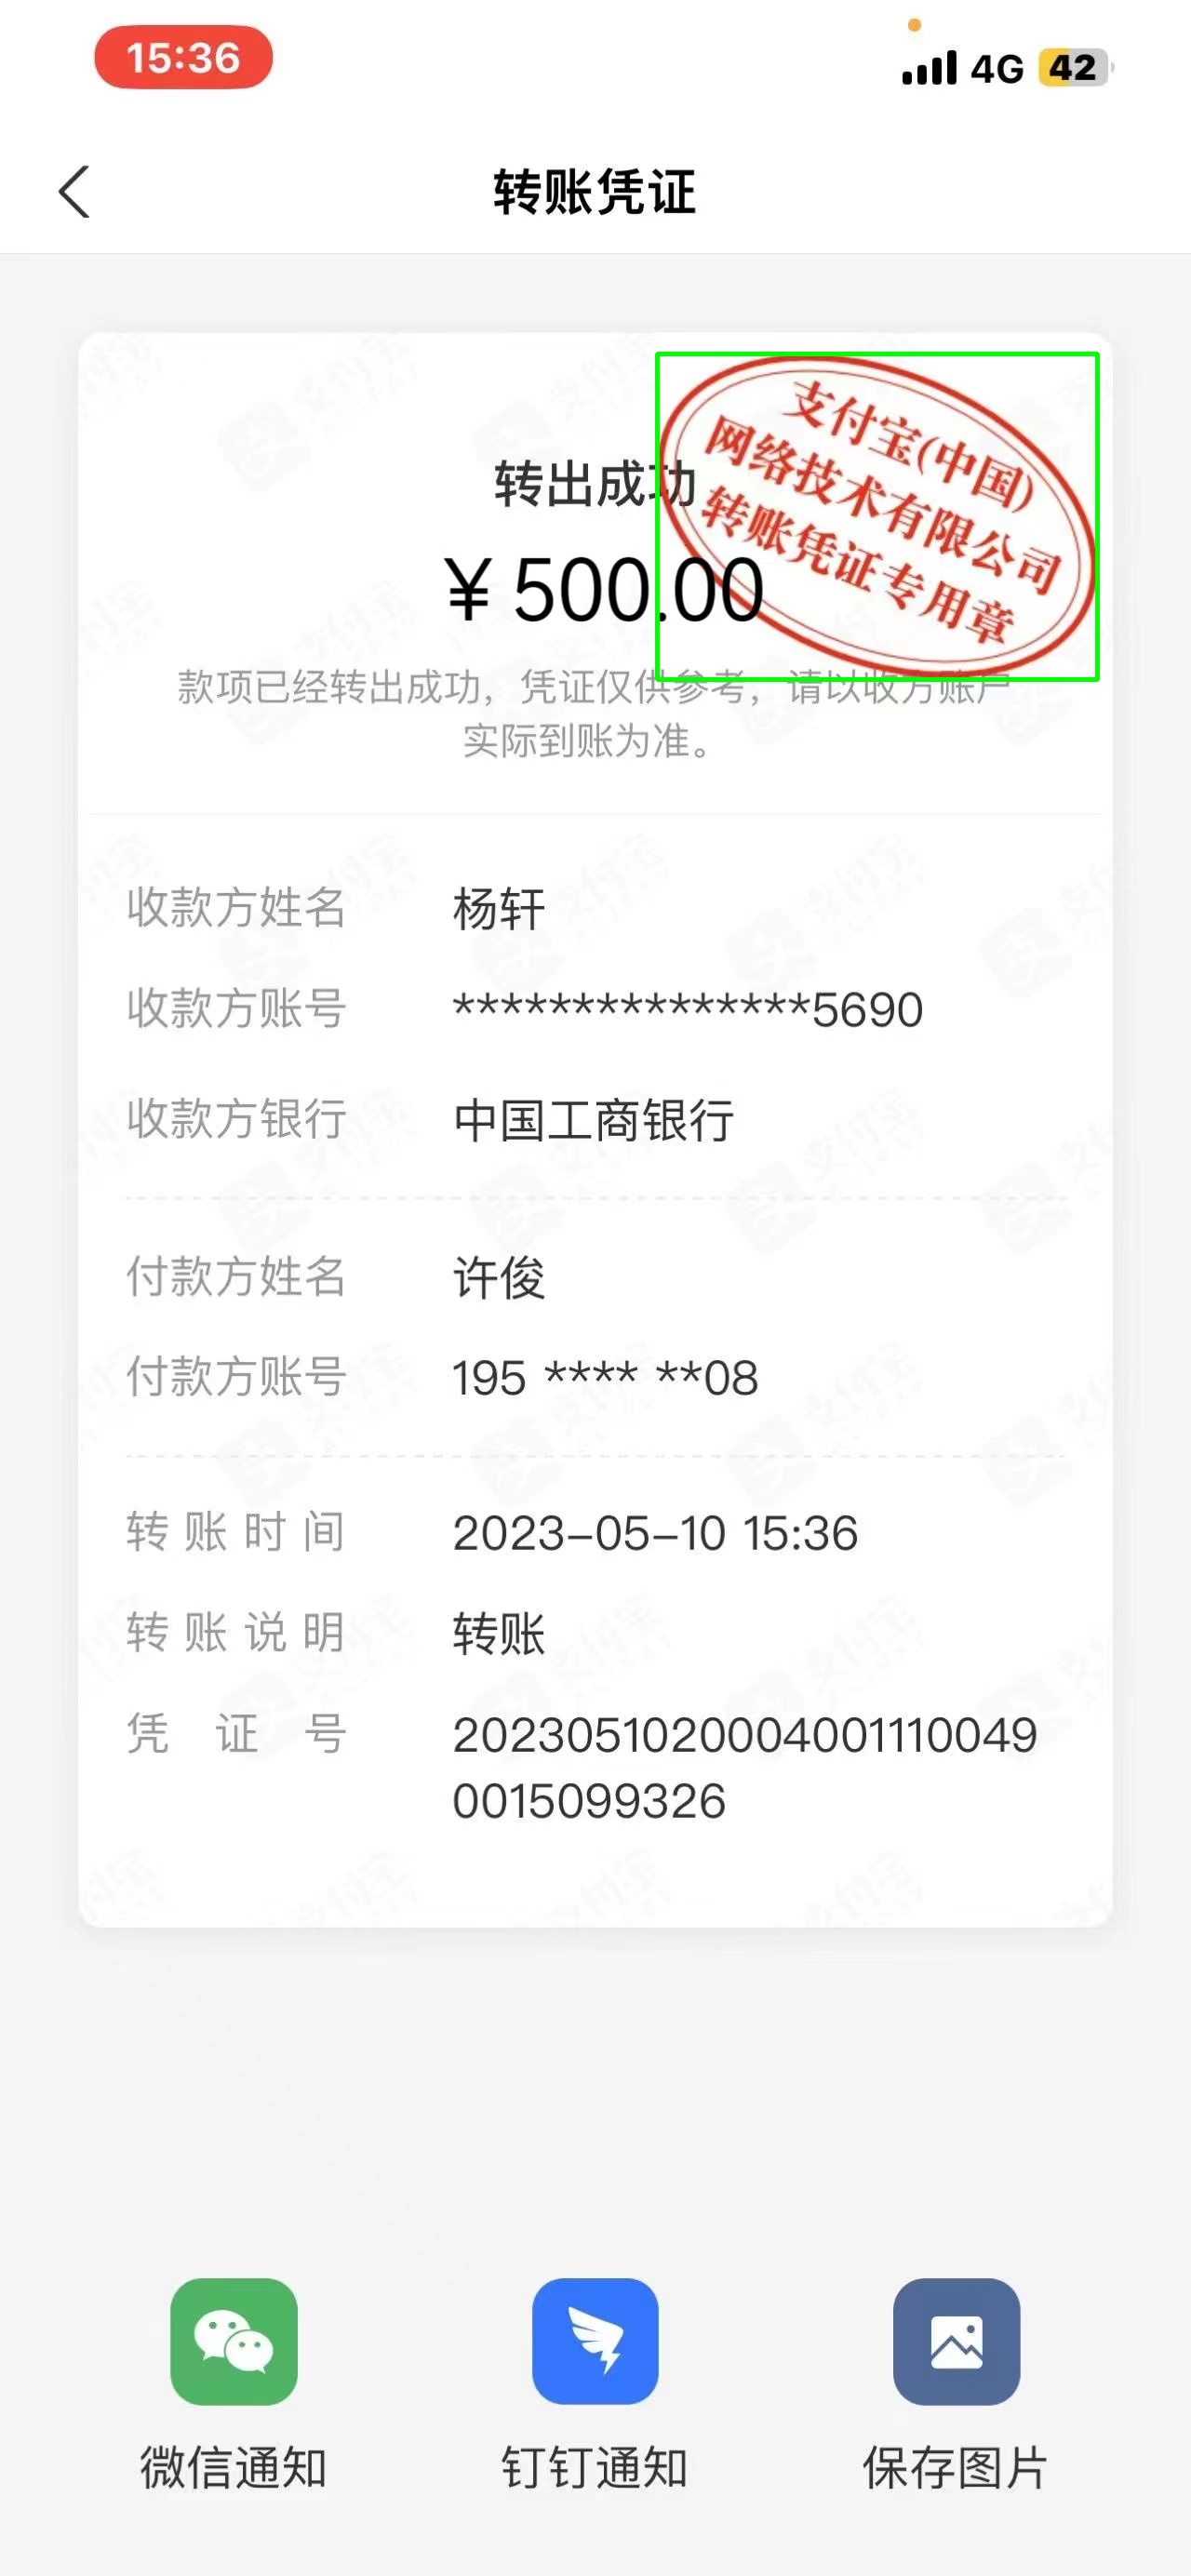 15:36
4G 42
转账凭证
支付宝(中国)
网络技术有限公司
转账凭证专用章
转出成功
￥500.00
款项已经转出成功，凭证仅供参考，请以收方账户
实际到账为准。
收款方姓名 杨轩
收款方账号 ***************5690
收款方银行 中国工商银行
付款方姓名 许俊
付款方账号 195 **** **08
转账时间 2023-05-10 15:36
转账说明 转账
凭证号 2023051020004001110049
0015099326
微信通知 钉钉通知 保存图片